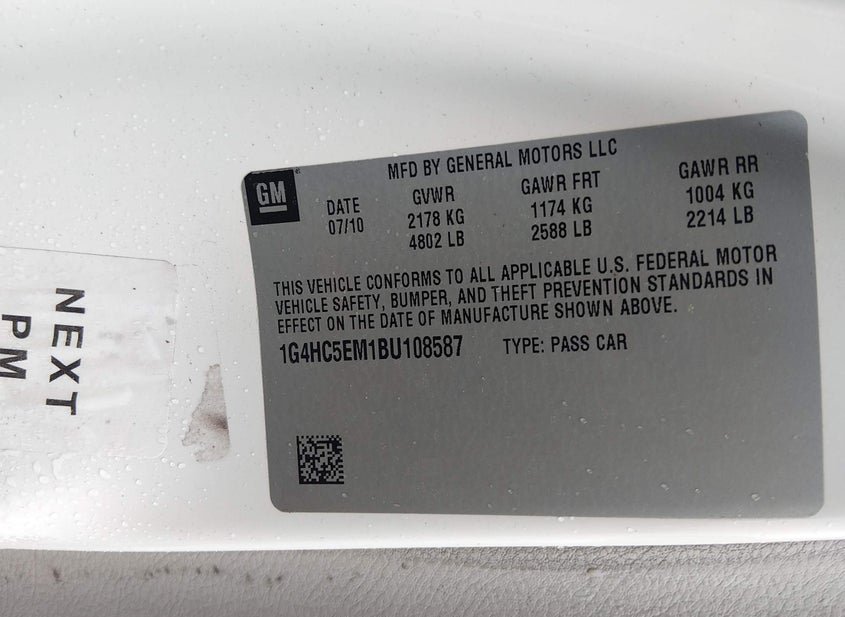 MFD BY GENERAL MOTORS LLC
GM
DATE GVWR GAWR FRT GAWR RR
07/10 2178 KG 1174 KG 1004 KG
4802 LB 2588 LB 2214 LB
THIS VEHICLE CONFORMS TO ALL APPLICABLE U.S. FEDERAL MOTOR
VEHICLE SAFETY, BUMPER, AND THEFT PREVENTION STANDARDS IN
EFFECT ON THE DATE OF MANUFACTURE SHOWN ABOVE.
1G4HC5EM1BU108587 TYPE: PASS CAR
NEXT
PM